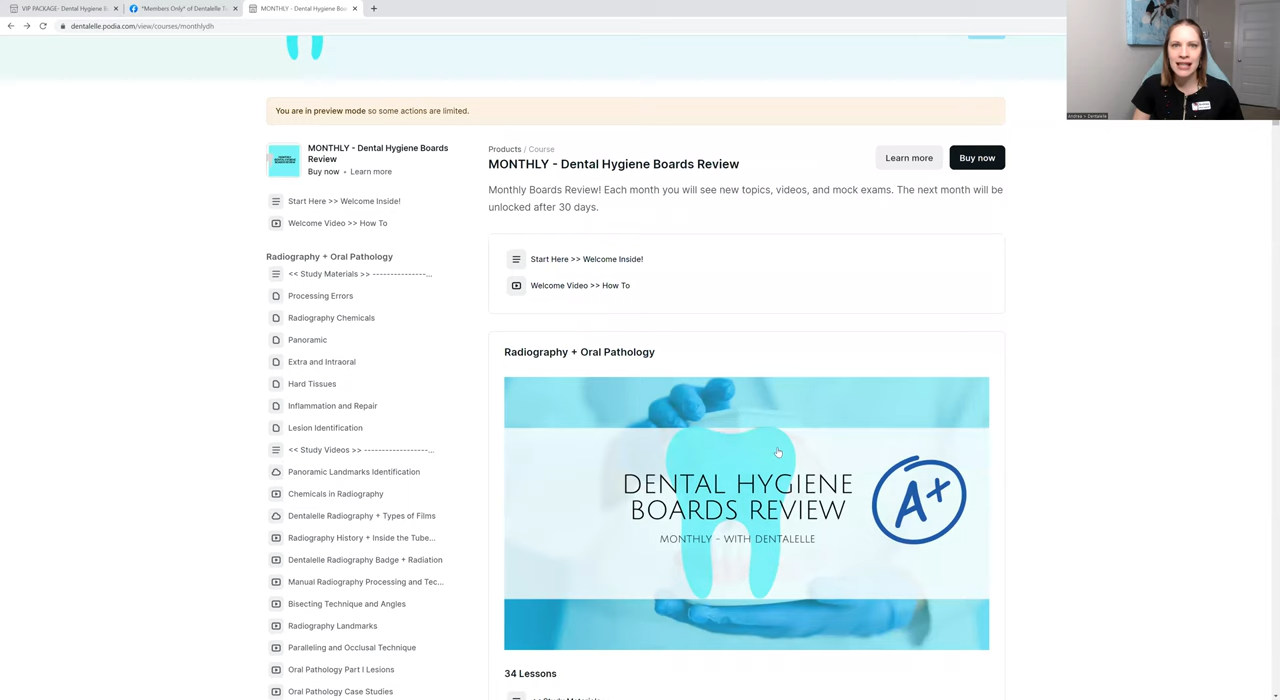 VIP PACKAGE- Dental Hygiene B
*Members Only* of Dentalelle T
MONTHLY - Dental Hygiene Boa
dentalelle.podia.com/view/courses/monthlydh
Andrea > Dentalelle
You are in preview mode so some actions are limited.
MONTHLY - Dental Hygiene Boards
Review
Buy now • Learn more
Start Here >> Welcome Inside!
Welcome Video >> How To
Radiography + Oral Pathology
<< Study Materials >> ---------------...
Processing Errors
Radiography Chemicals
Panoramic
Extra and Intraoral
Hard Tissues
Inflammation and Repair
Lesion Identification
<< Study Videos >> ------------------...
Panoramic Landmarks Identification
Chemicals in Radiography
Dentalelle Radiography + Types of Films
Radiography History + Inside the Tube...
Dentalelle Radiography Badge + Radiation
Manual Radiography Processing and Tec...
Bisecting Technique and Angles
Radiography Landmarks
Paralleling and Occlusal Technique
Oral Pathology Part I Lesions
Oral Pathology Case Studies
Products / Course
MONTHLY - Dental Hygiene Boards Review
Learn more
Buy now
Monthly Boards Review! Each month you will see new topics, videos, and mock exams. The next month will be
unlocked after 30 days.
Start Here >> Welcome Inside!
Welcome Video >> How To
Radiography + Oral Pathology
DENTAL HYGIENE
BOARDS REVIEW
MONTHLY - WITH DENTALELLE
A+
34 Lessons